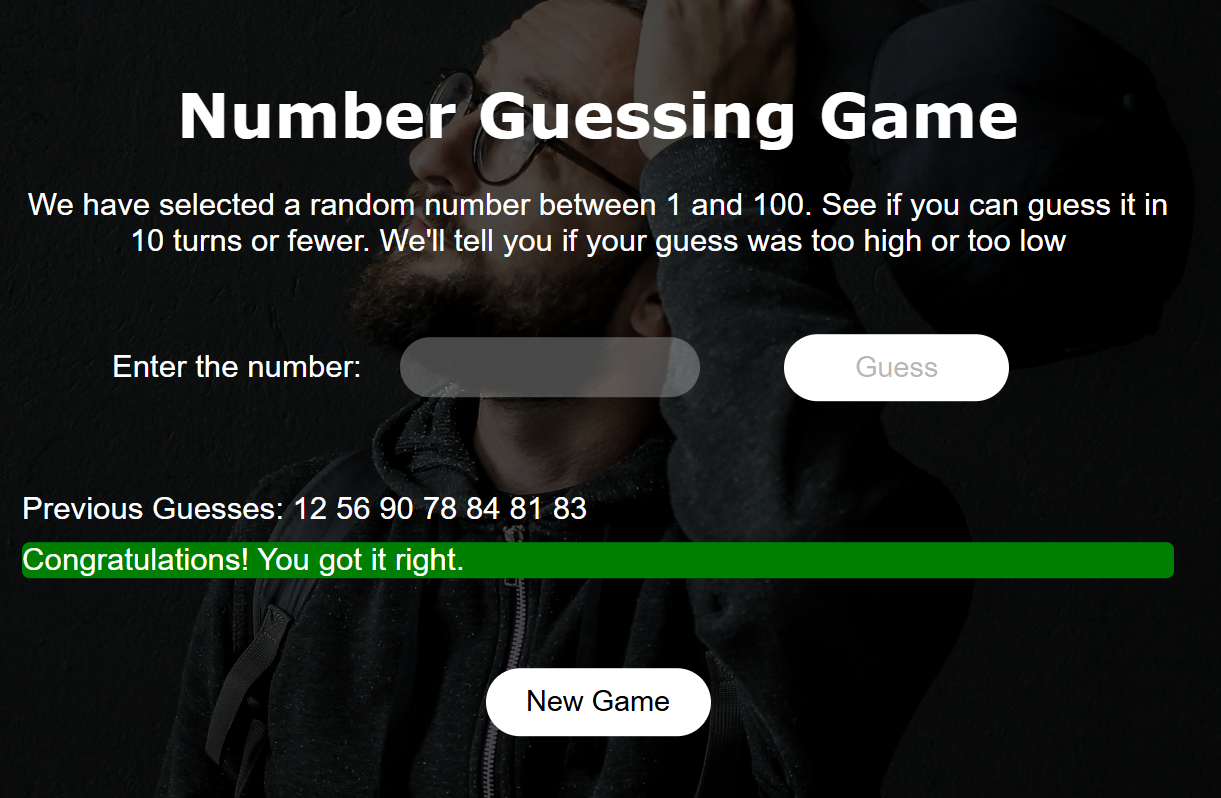 Number Guessing Game
We have selected a random number between 1 and 100. See if you can guess it in
10 turns or fewer. We'll tell you if your guess was too high or too low
Enter the number:
Guess
Previous Guesses: 12 56 90 78 84 81 83
Congratulations! You got it right.
New Game